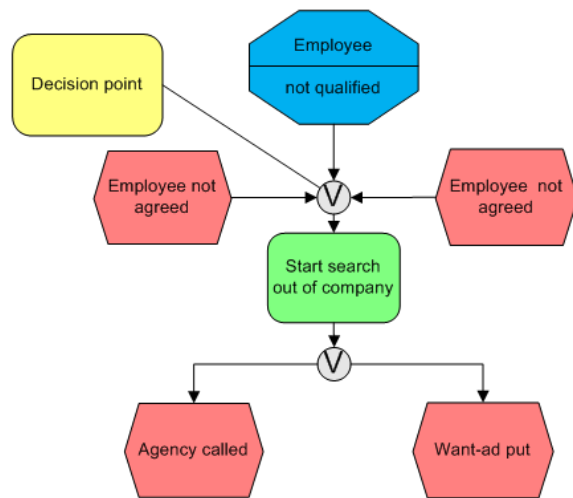 Employee
not qualified
Decision point
Employee not
agreed
V
Employee  not
agreed
Start search
out of company
V
Agency called
Want-ad put